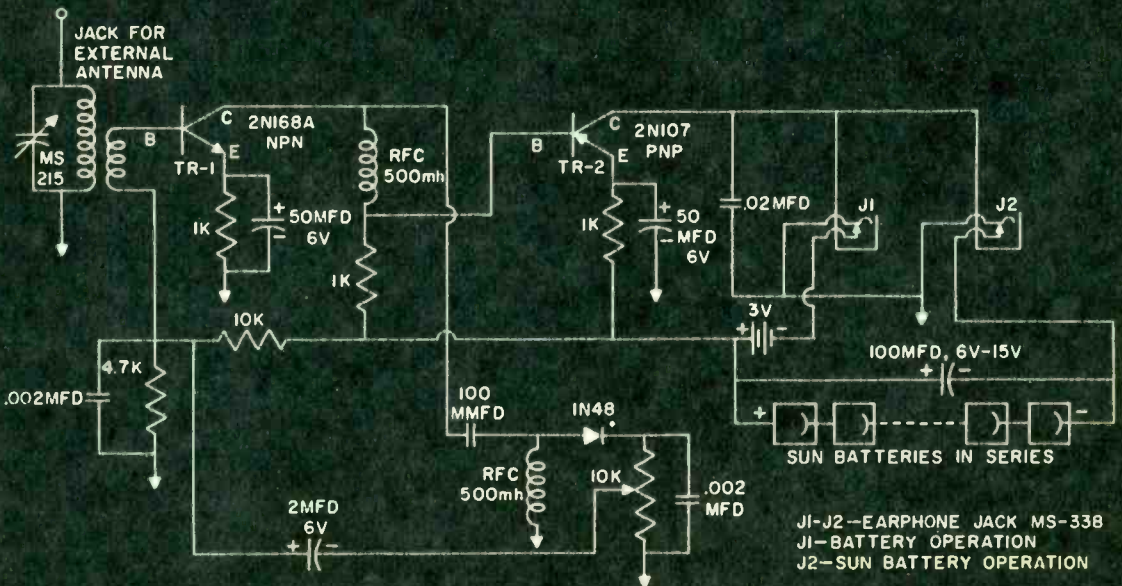 JACK FOR
EXTERNAL
ANTENNA
MS
215
B
C
E
2N168A
NPN
TR-1
1K
+
50MFD
-
6V
RFC
500mh
1K
B
C
E
2N107
PNP
TR-2
1K
+
50
-MFD
6V
.02MFD
J1
J2
10K
+ 3V -
100MFD, 6V-15V
+ -
.002MFD
4.7K
100
MMFD
1N48
+ -
SUN BATTERIES IN SERIES
RFC
500mh
10K
.002
MFD
2MFD
6V
+ -
J1-J2—EARPHONE JACK MS-338
J1-BATTERY OPERATION
J2—SUN BATTERY OPERATION